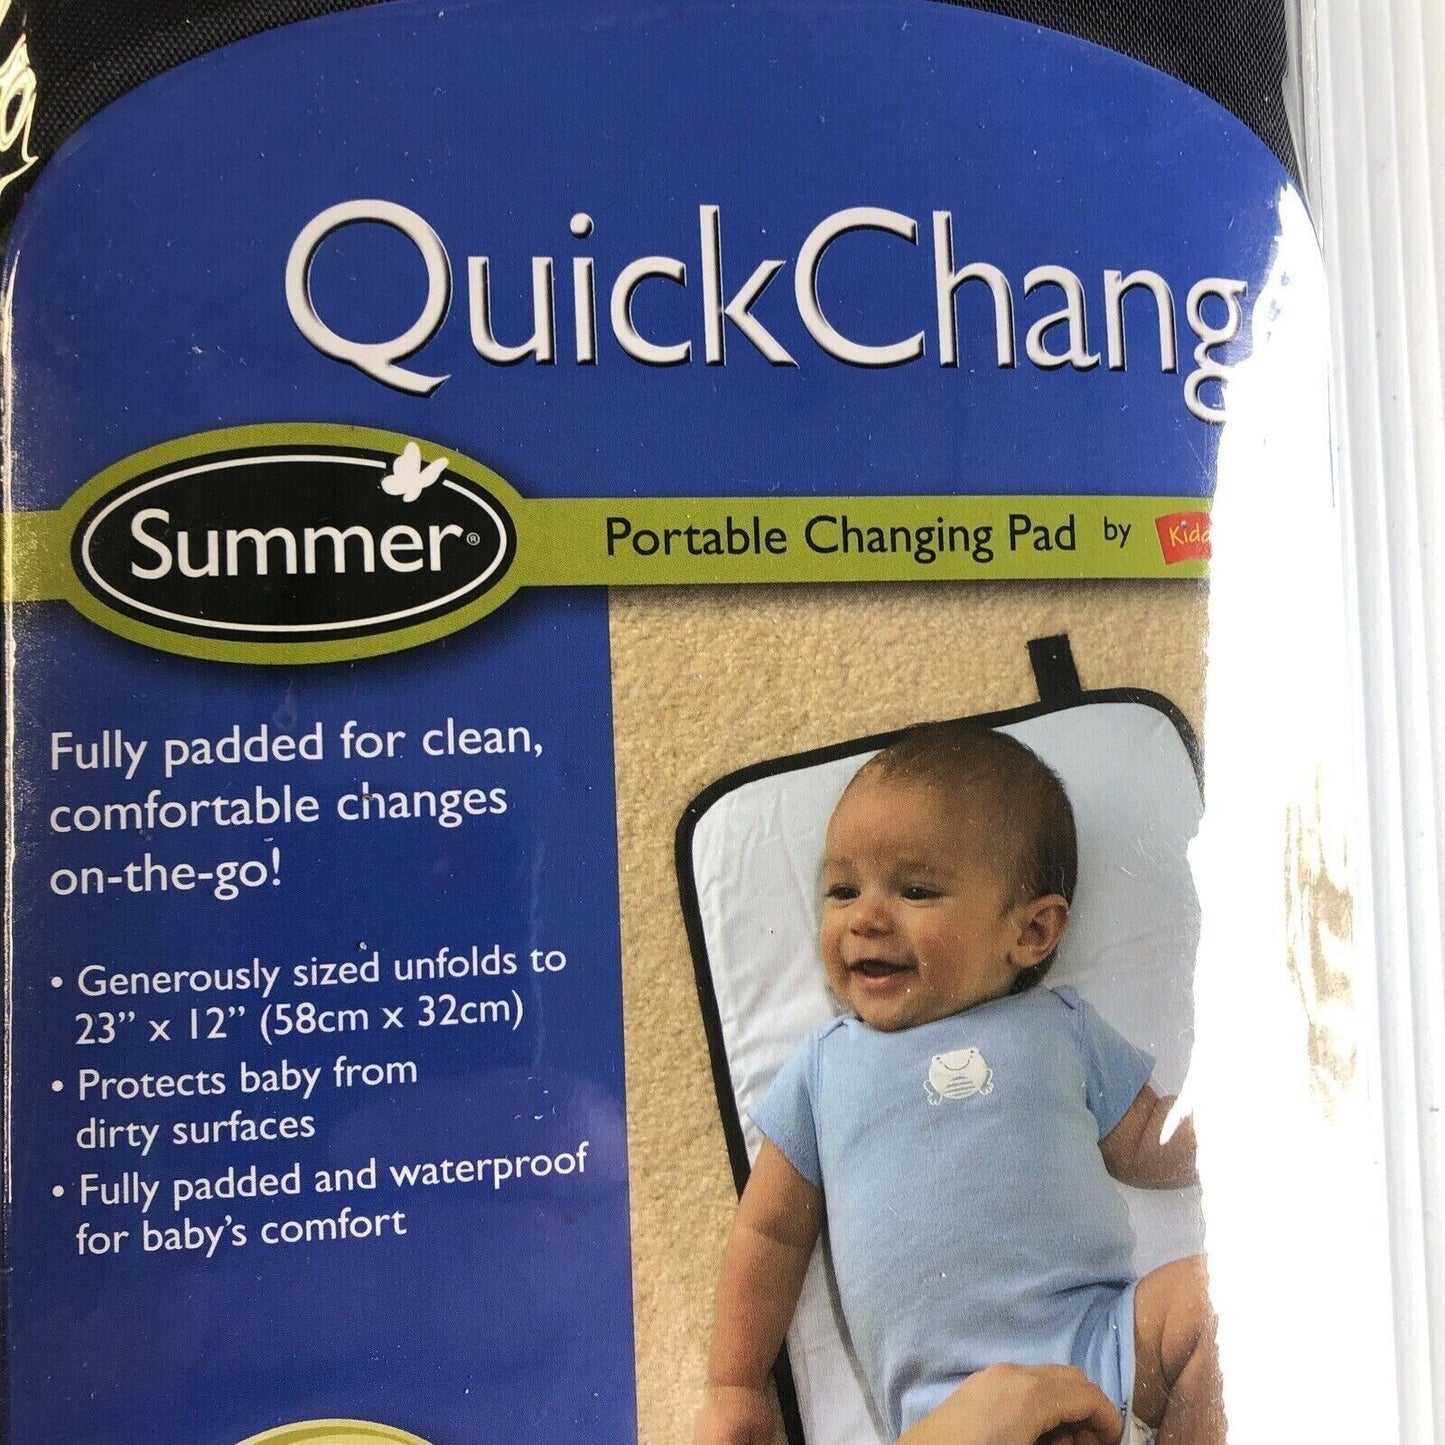 QuickChang
Summer®
Portable Changing Pad by Kidd
Fully padded for clean,
comfortable changes
on-the-go!
• Generously sized unfolds to
23” x 12” (58cm x 32cm)
• Protects baby from
dirty surfaces
• Fully padded and waterproof
for baby's comfort